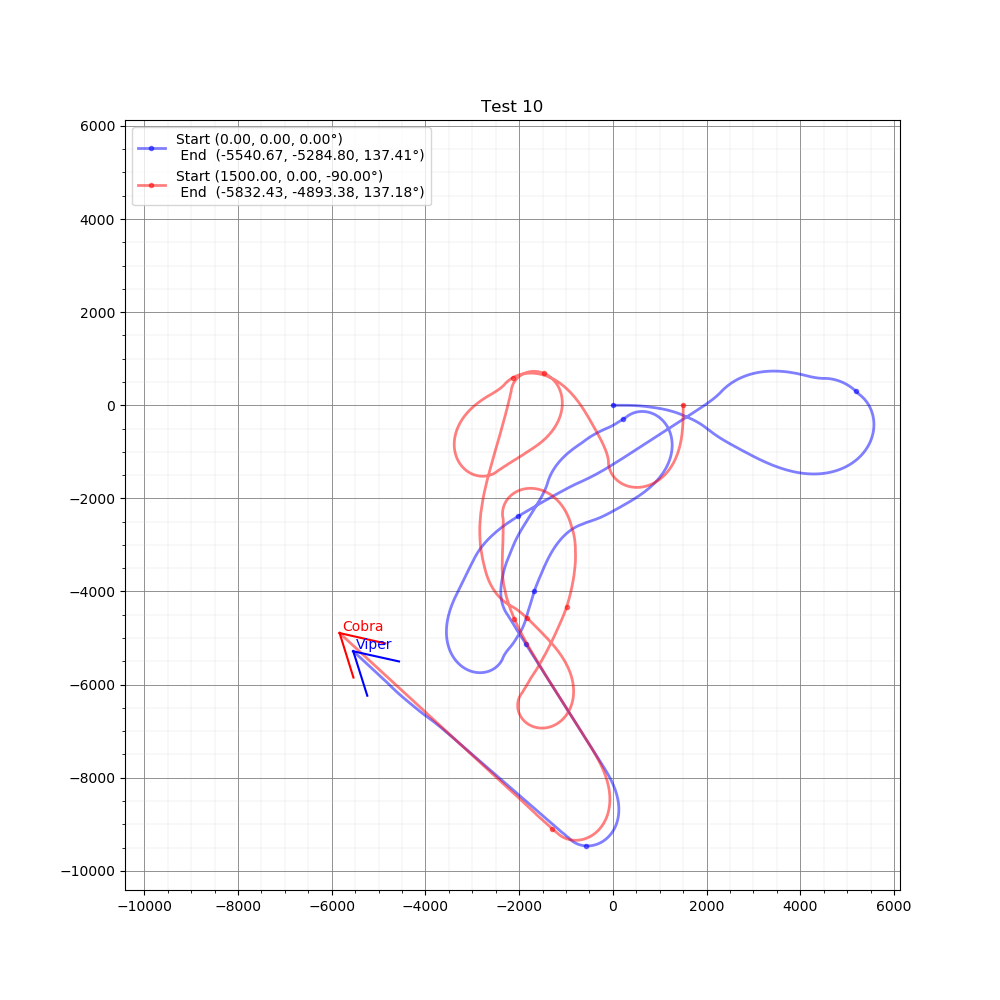 Test 10
Start (0.00, 0.00, 0.00°)
End (-5540.67, -5284.80, 137.41°)
Start (1500.00, 0.00, -90.00°)
End (-5832.43, -4893.38, 137.18°)
6000
4000
2000
0
−2000
−4000
−6000
−8000
−10000
Cobra
Viper
−10000 −8000 −6000 −4000 −2000 0 2000 4000 6000